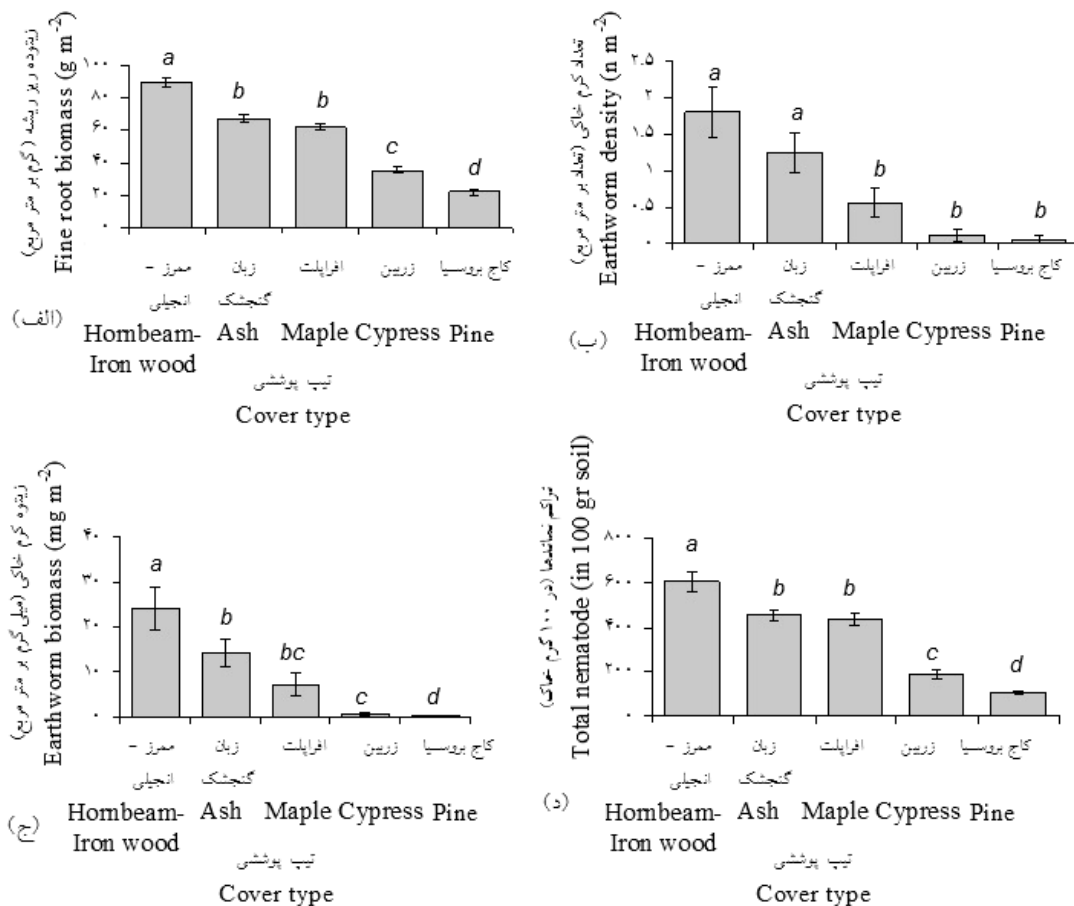 زیتوده ریز ریشه (گرم بر متر مربع)
Fine root biomass (g m⁻²)
۱۰۰
۸۰
۶۰
۴۰
۲۰
۰
a
b
b
c
d
ممرز - انجیلی
زبان گنجشک
افراپلت
زربین
کاج بروسیا
Hornbeam-
Iron wood
Ash
Maple
Cypress
Pine
تیپ پوششی
Cover type
(الف)
تعداد کرم خاکی (تعداد بر متر مربع)
Earthworm density (n m⁻²)
۲.۵
۲
۱.۵
۱
۰.۵
۰
a
a
b
b
b
ممرز - انجیلی
زبان گنجشک
افراپلت
زربین
کاج بروسیا
Hornbeam-
Iron wood
Ash
Maple
Cypress
Pine
تیپ پوششی
Cover type
(ب)
زیتوه کرم خاکی (میلی گرم بر متر مربع)
Earthworm biomass (mg m⁻²)
۴۰
۳۰
۲۰
۱۰
۰
a
b
bc
c
d
ممرز - انجیلی
زبان گنجشک
افراپلت
زربین
کاج بروسیا
Hornbeam-
Iron wood
Ash
Maple
Cypress
Pine
تیپ پوششی
Cover type
(ج)
تراکم نماتدها (در ۱۰۰ گرم خاک)
Total nematode (in 100 gr soil)
۸۰۰
۶۰۰
۴۰۰
۲۰۰
۰
a
b
b
c
d
ممرز - انجیلی
زبان گنجشک
افراپلت
زربین
کاج بروسیا
Hornbeam-
Iron wood
Ash
Maple
Cypress
Pine
تیپ پوششی
Cover type
(د)